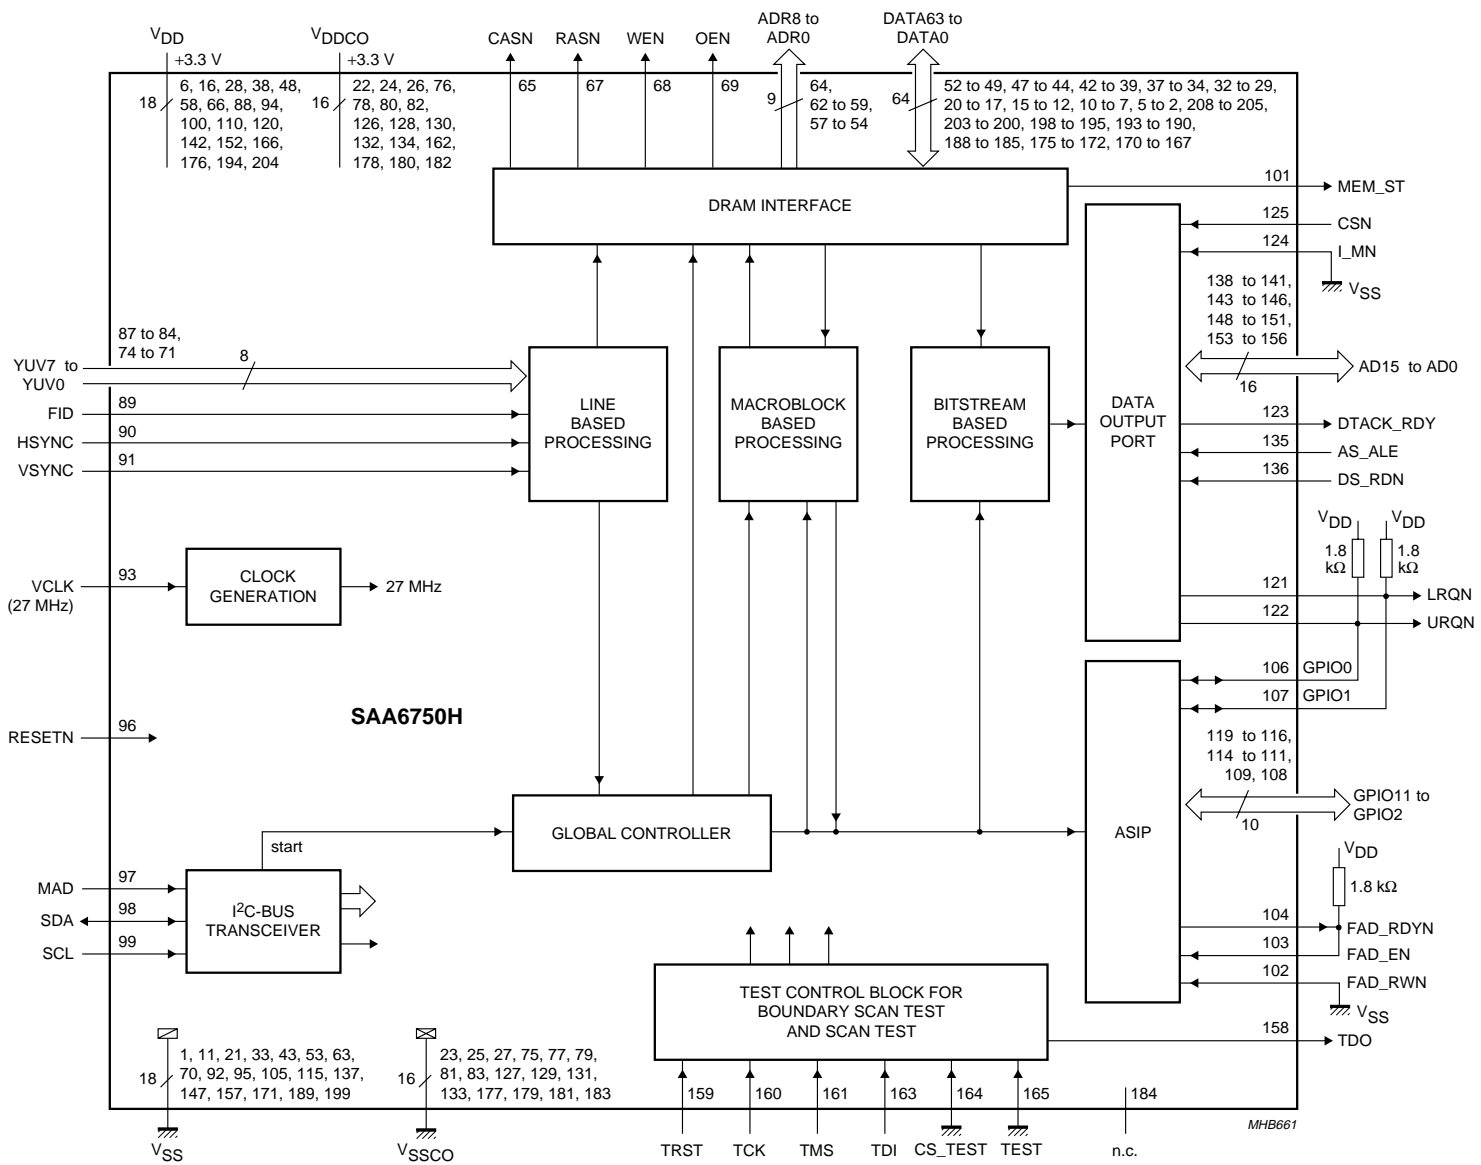 VDD
+3.3 V
18
6, 16, 28, 38, 48,
58, 66, 88, 94,
100, 110, 120,
142, 152, 166,
176, 194, 204
VDDCO
+3.3 V
16
22, 24, 26, 76,
78, 80, 82,
126, 128, 130,
132, 134, 162,
178, 180, 182
CASN
65
RASN
67
WEN
68
OEN
69
ADR8 to
ADR0
9
64,
62 to 59,
57 to 54
DATA63 to
DATA0
64
52 to 49, 47 to 44, 42 to 39, 37 to 34, 32 to 29,
20 to 17, 15 to 12, 10 to 7, 5 to 2, 208 to 205,
203 to 200, 198 to 195, 193 to 190,
188 to 185, 175 to 172, 170 to 167
DRAM INTERFACE
101
MEM_ST
125
CSN
124
I_MN
VSS
138 to 141,
143 to 146,
148 to 151,
153 to 156
16
AD15 to AD0
87 to 84,
74 to 71
YUV7 to
YUV0
8
FID
89
HSYNC
90
VSYNC
91
LINE
BASED
PROCESSING
MACROBLOCK
BASED
PROCESSING
BITSTREAM
BASED
PROCESSING
DATA
OUTPUT
PORT
123
DTACK_RDY
135
AS_ALE
136
DS_RDN
VDD
VDD
1.8
kΩ
1.8
kΩ
VCLK
(27 MHz)
93
CLOCK
GENERATION
27 MHz
121
LRQN
122
URQN
106
GPIO0
107
GPIO1
RESETN
96
SAA6750H
119 to 116,
114 to 111,
109, 108
10
GPIO11 to
GPIO2
GLOBAL CONTROLLER
ASIP
start
VDD
1.8 kΩ
MAD
97
SDA
98
SCL
99
I2C-BUS
TRANSCEIVER
104
FAD_RDYN
103
FAD_EN
102
FAD_RWN
VSS
TEST CONTROL BLOCK FOR
BOUNDARY SCAN TEST
AND SCAN TEST
158
TDO
18
1, 11, 21, 33, 43, 53, 63,
70, 92, 95, 105, 115, 137,
147, 157, 171, 189, 199
VSS
16
23, 25, 27, 75, 77, 79,
81, 83, 127, 129, 131,
133, 177, 179, 181, 183
VSSCO
159
160
161
163
164
165
184
TRST
TCK
TMS
TDI
CS_TEST
TEST
n.c.
MHB661